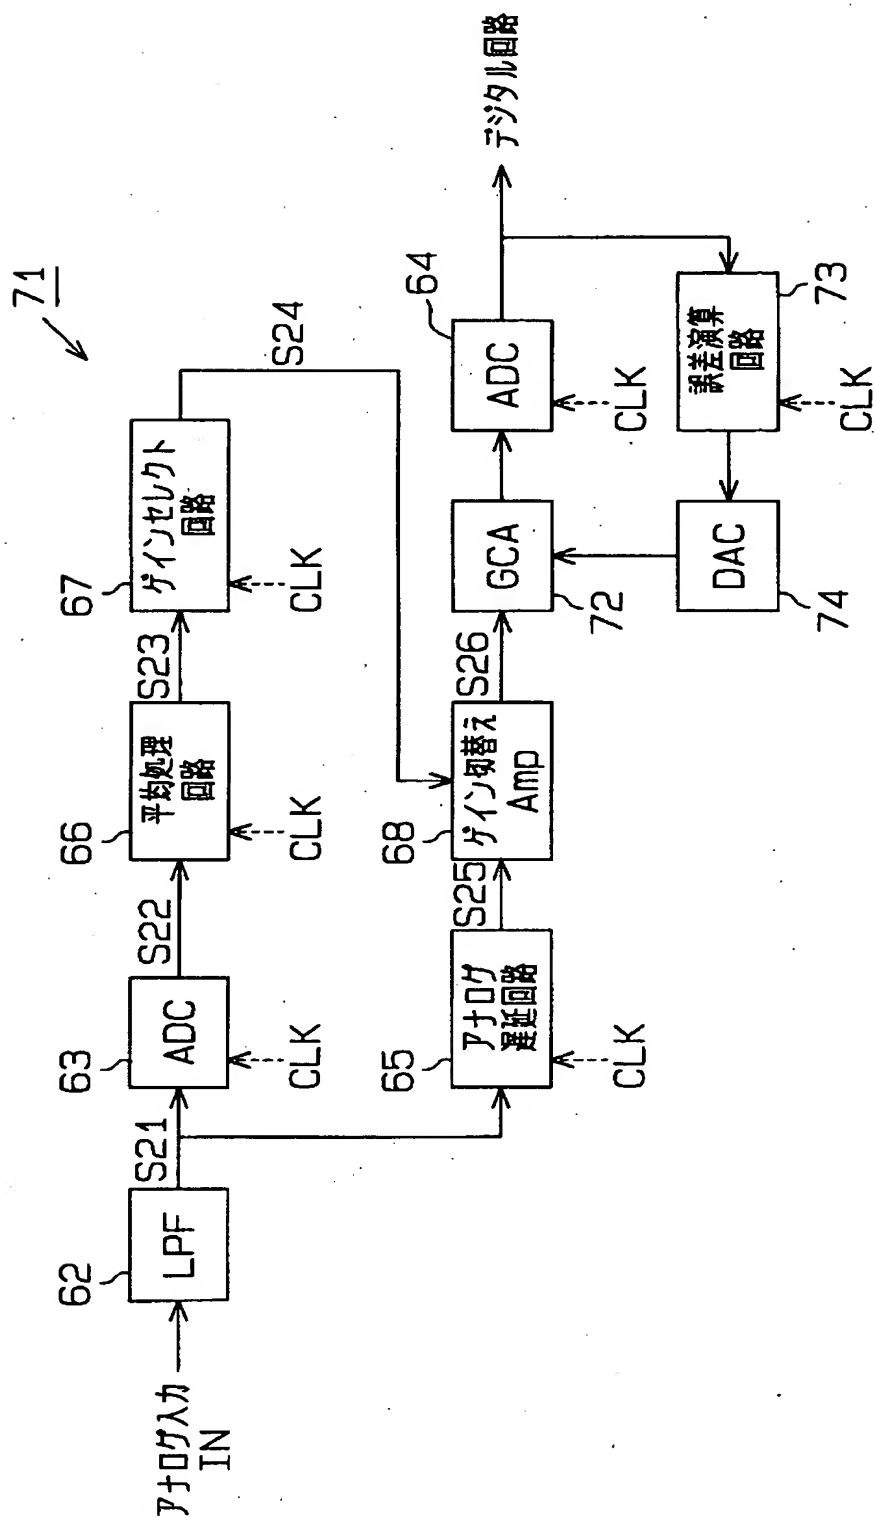 71
アナログ入力
IN
62
LPF
S21
63
ADC
CLK
S22
66
平均処理
回路
CLK
S23
67
ゲインセレクト
回路
CLK
S24
65
アナログ
遅延回路
CLK
S25
68
ゲイン切替え
Amp
S26
GCA
72
64
ADC
CLK
デジタル回路
誤差演算
回路
73
CLK
DAC
74